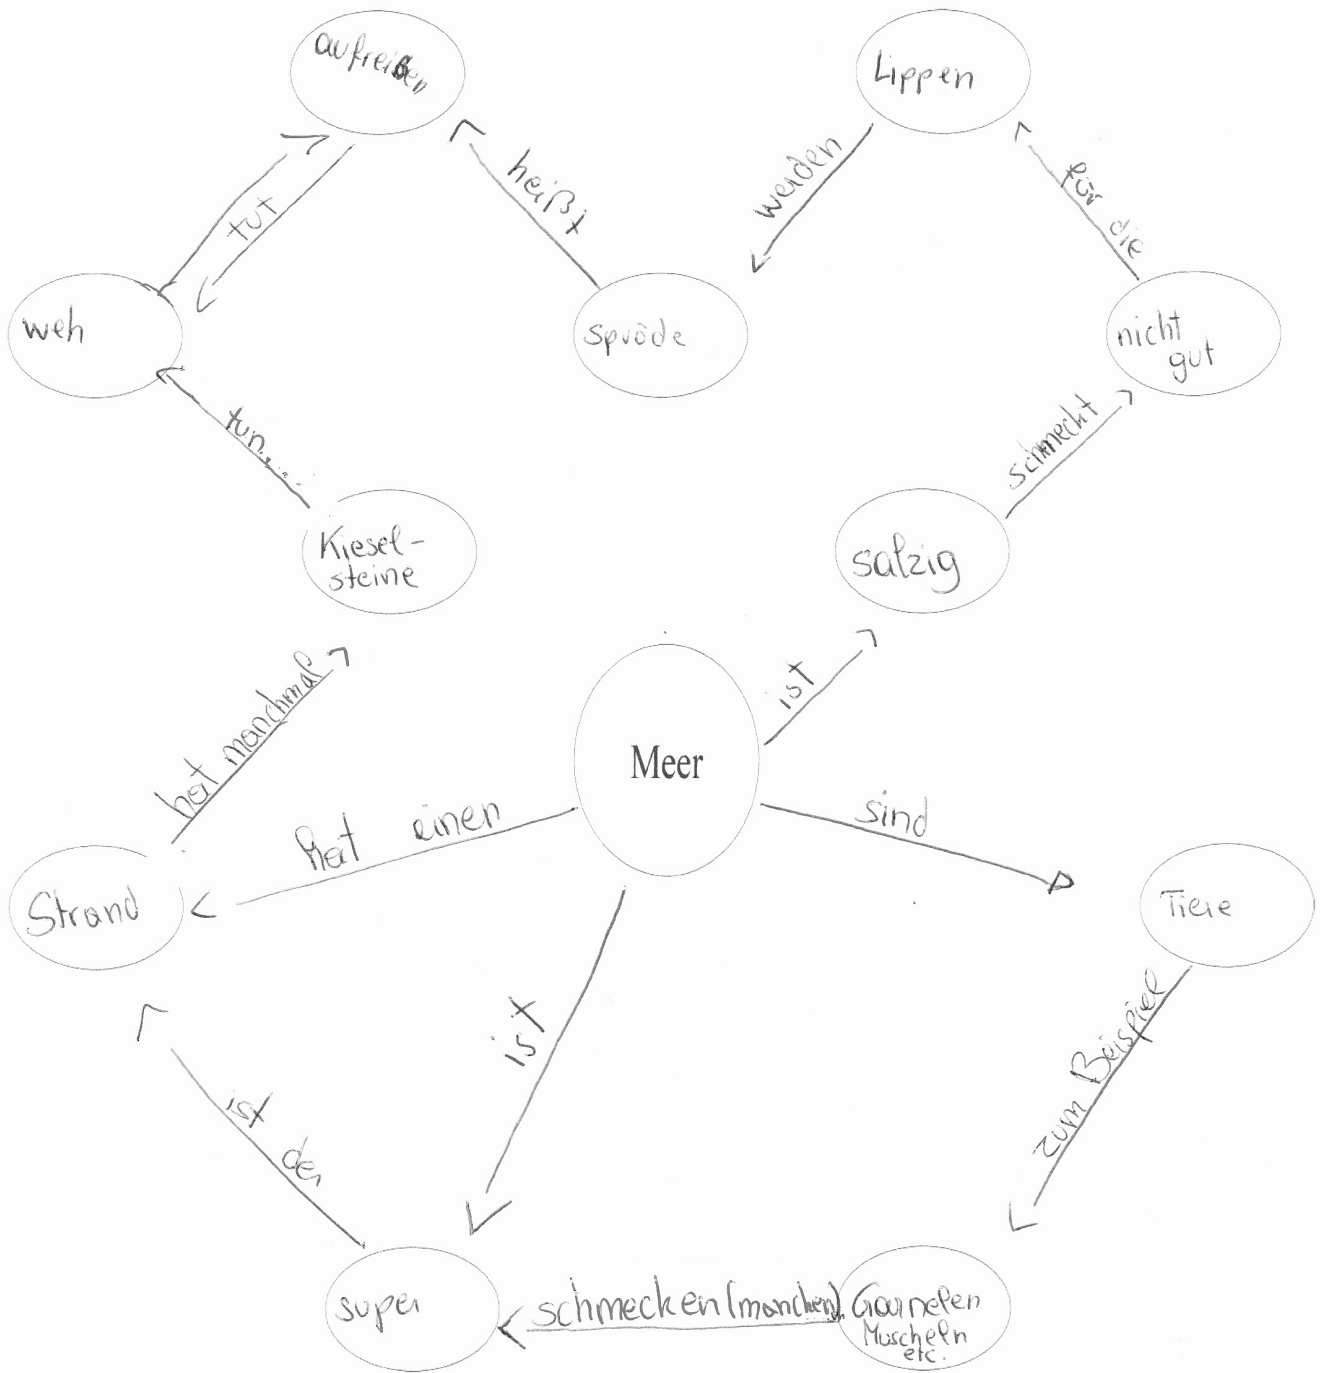 aufreißen
Lippen
werden
heißt
für die
tut
weh
spröde
nicht
gut
tun....
schmeckt
Kiesel-
steine
salzig
hat manchmal
ist
Meer
hat einen
sind
Strand
Tiere
ist
zum Beispiel
ist der
super
schmecken (manchen)
Garnelen
Muscheln
etc.